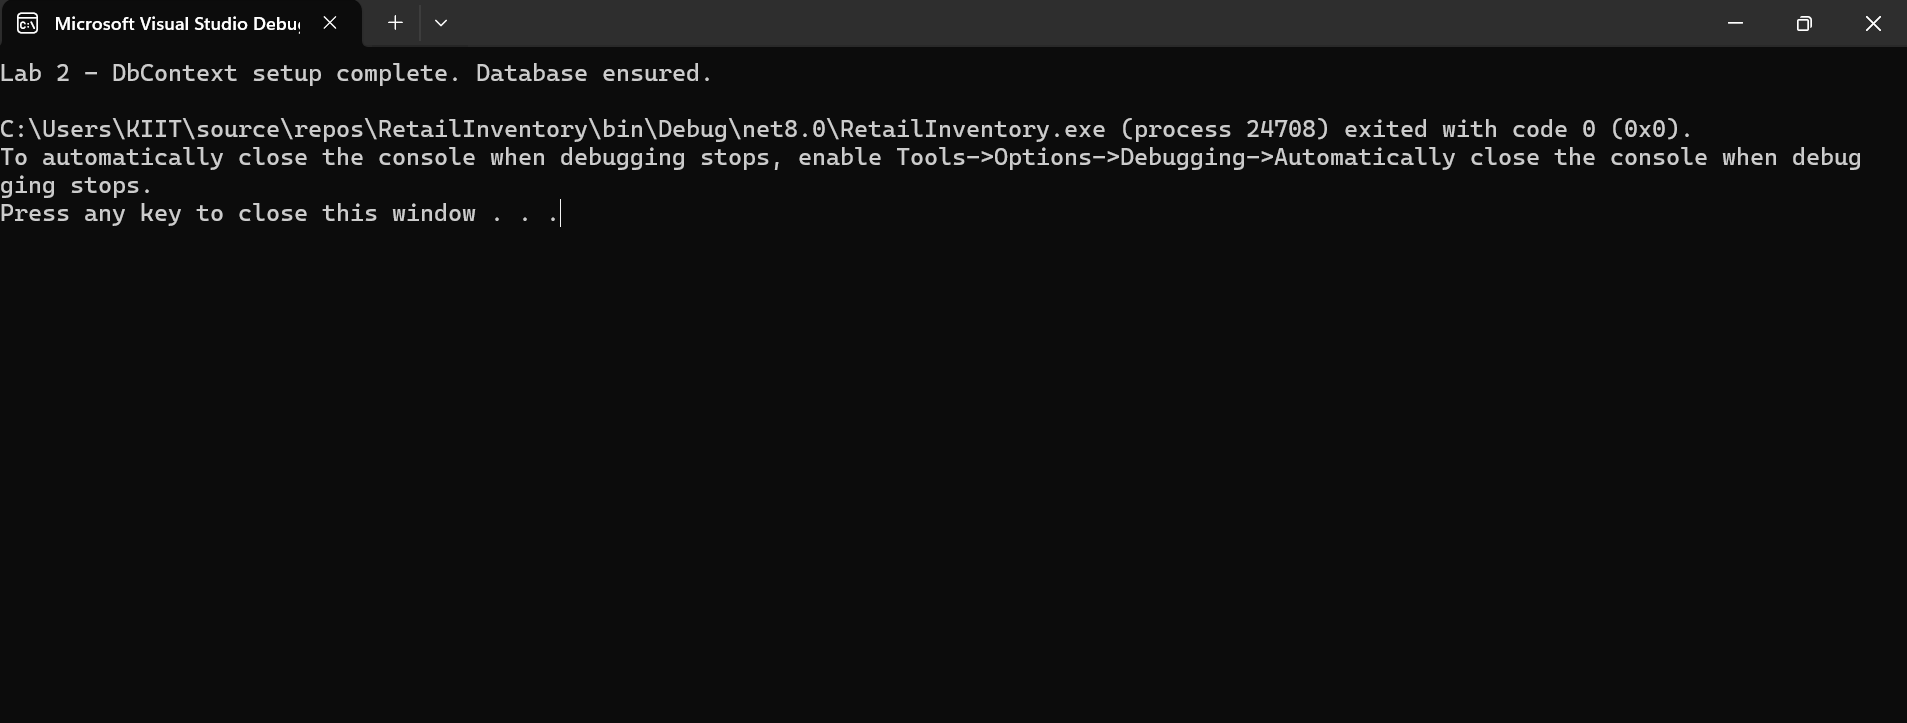 Microsoft Visual Studio Debu
Lab 2 - DbContext setup complete. Database ensured.
C:\Users\KIIT\source\repos\RetailInventory\bin\Debug\net8.0\RetailInventory.exe (process 24708) exited with code 0 (0x0).
To automatically close the console when debugging stops, enable Tools->Options->Debugging->Automatically close the console when debug
ging stops.
Press any key to close this window . . .